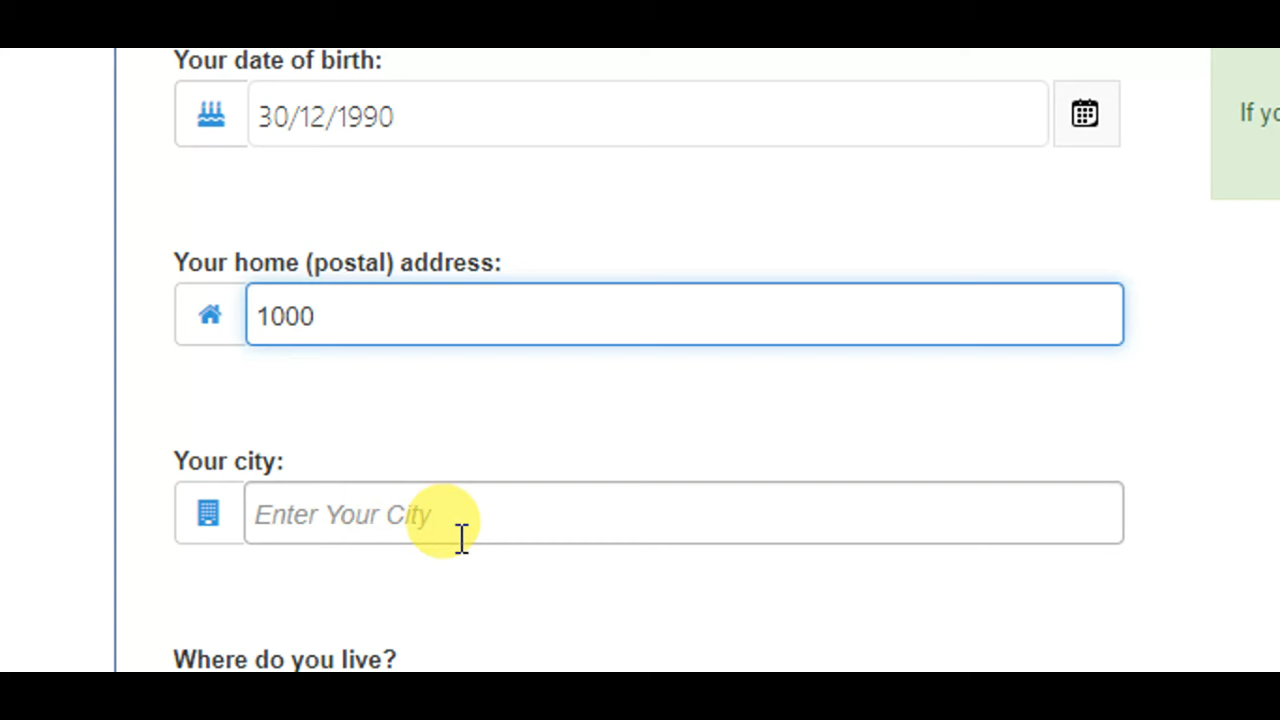 Your date of birth:
30/12/1990
If yo
Your home (postal) address:
1000
Your city:
Enter Your City
Where do you live?